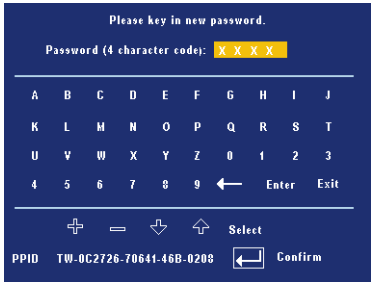 Please key in new password.
Password (4 character code): X X X X
A B C D E F G H I J
K L M N O P Q R S T
U V W X Y Z 0 1 2 3
4 5 6 7 8 9 ← Enter Exit
Select
PPID TW-0C2726-70641-46B-0208 Confirm